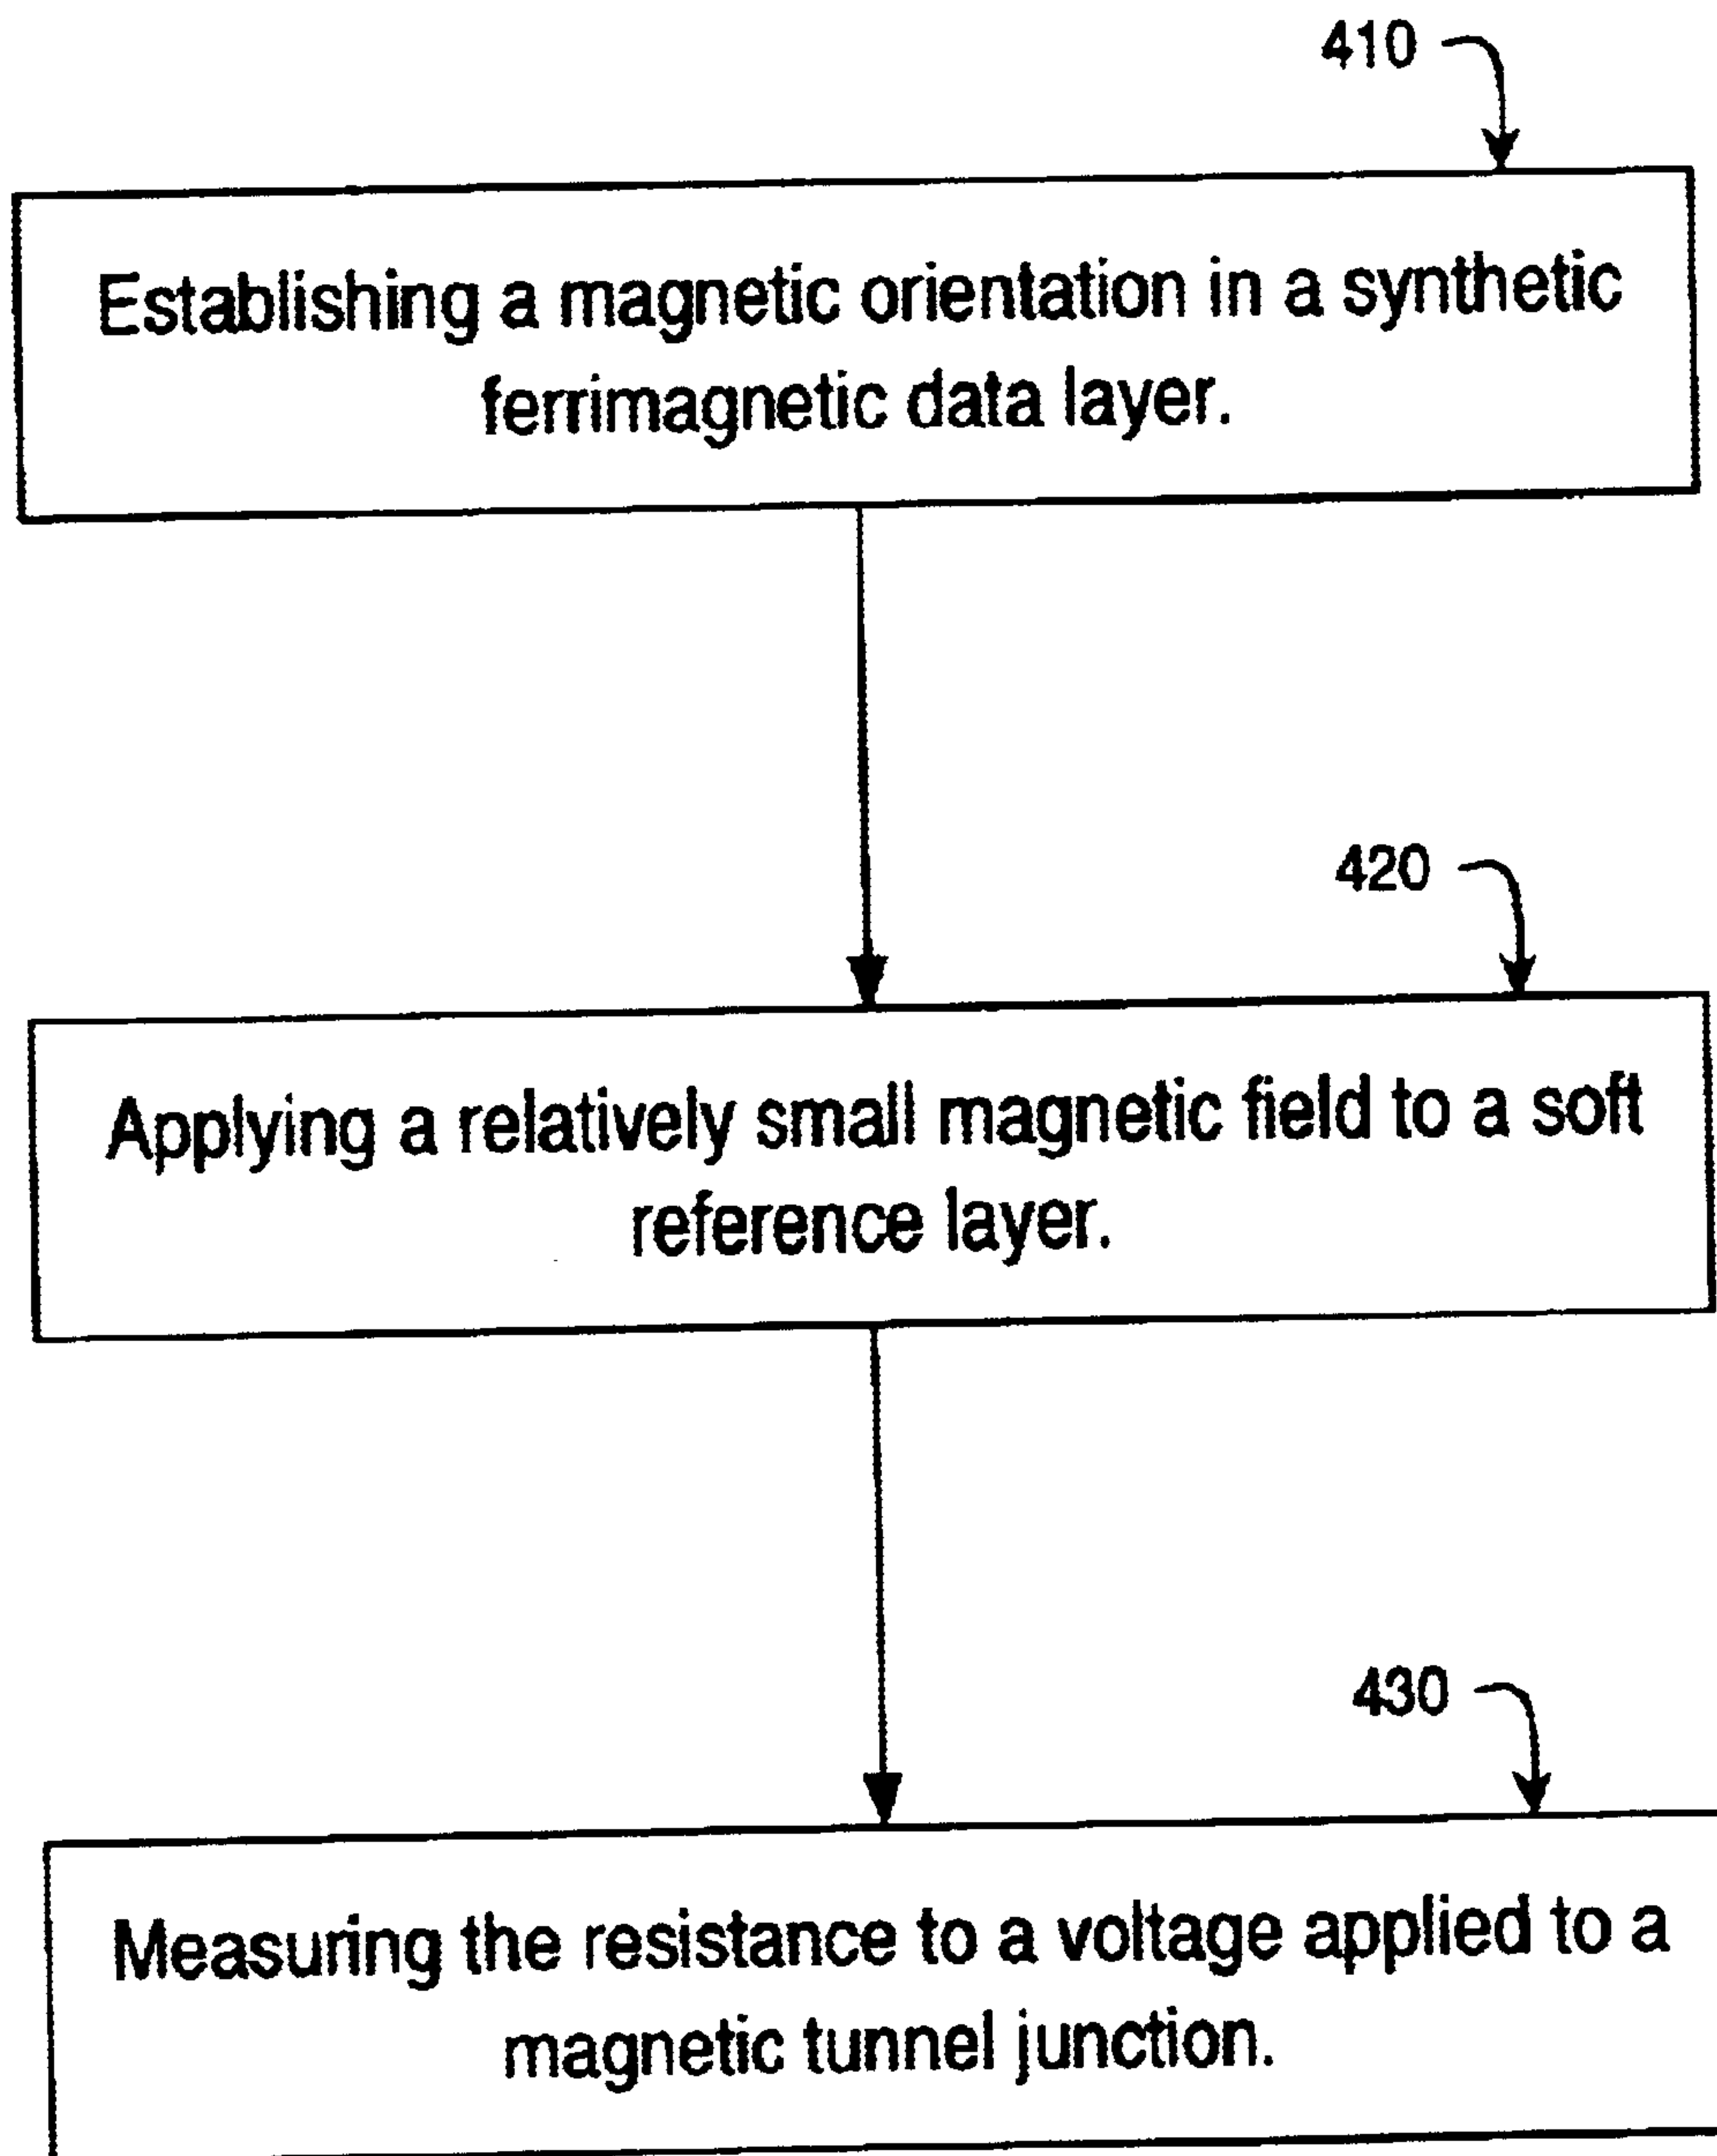 410
Establishing a magnetic orientation in a synthetic
ferrimagnetic data layer.
420
Applying a relatively small magnetic field to a soft
reference layer.
430
Measuring the resistance to a voltage applied to a
magnetic tunnel junction.